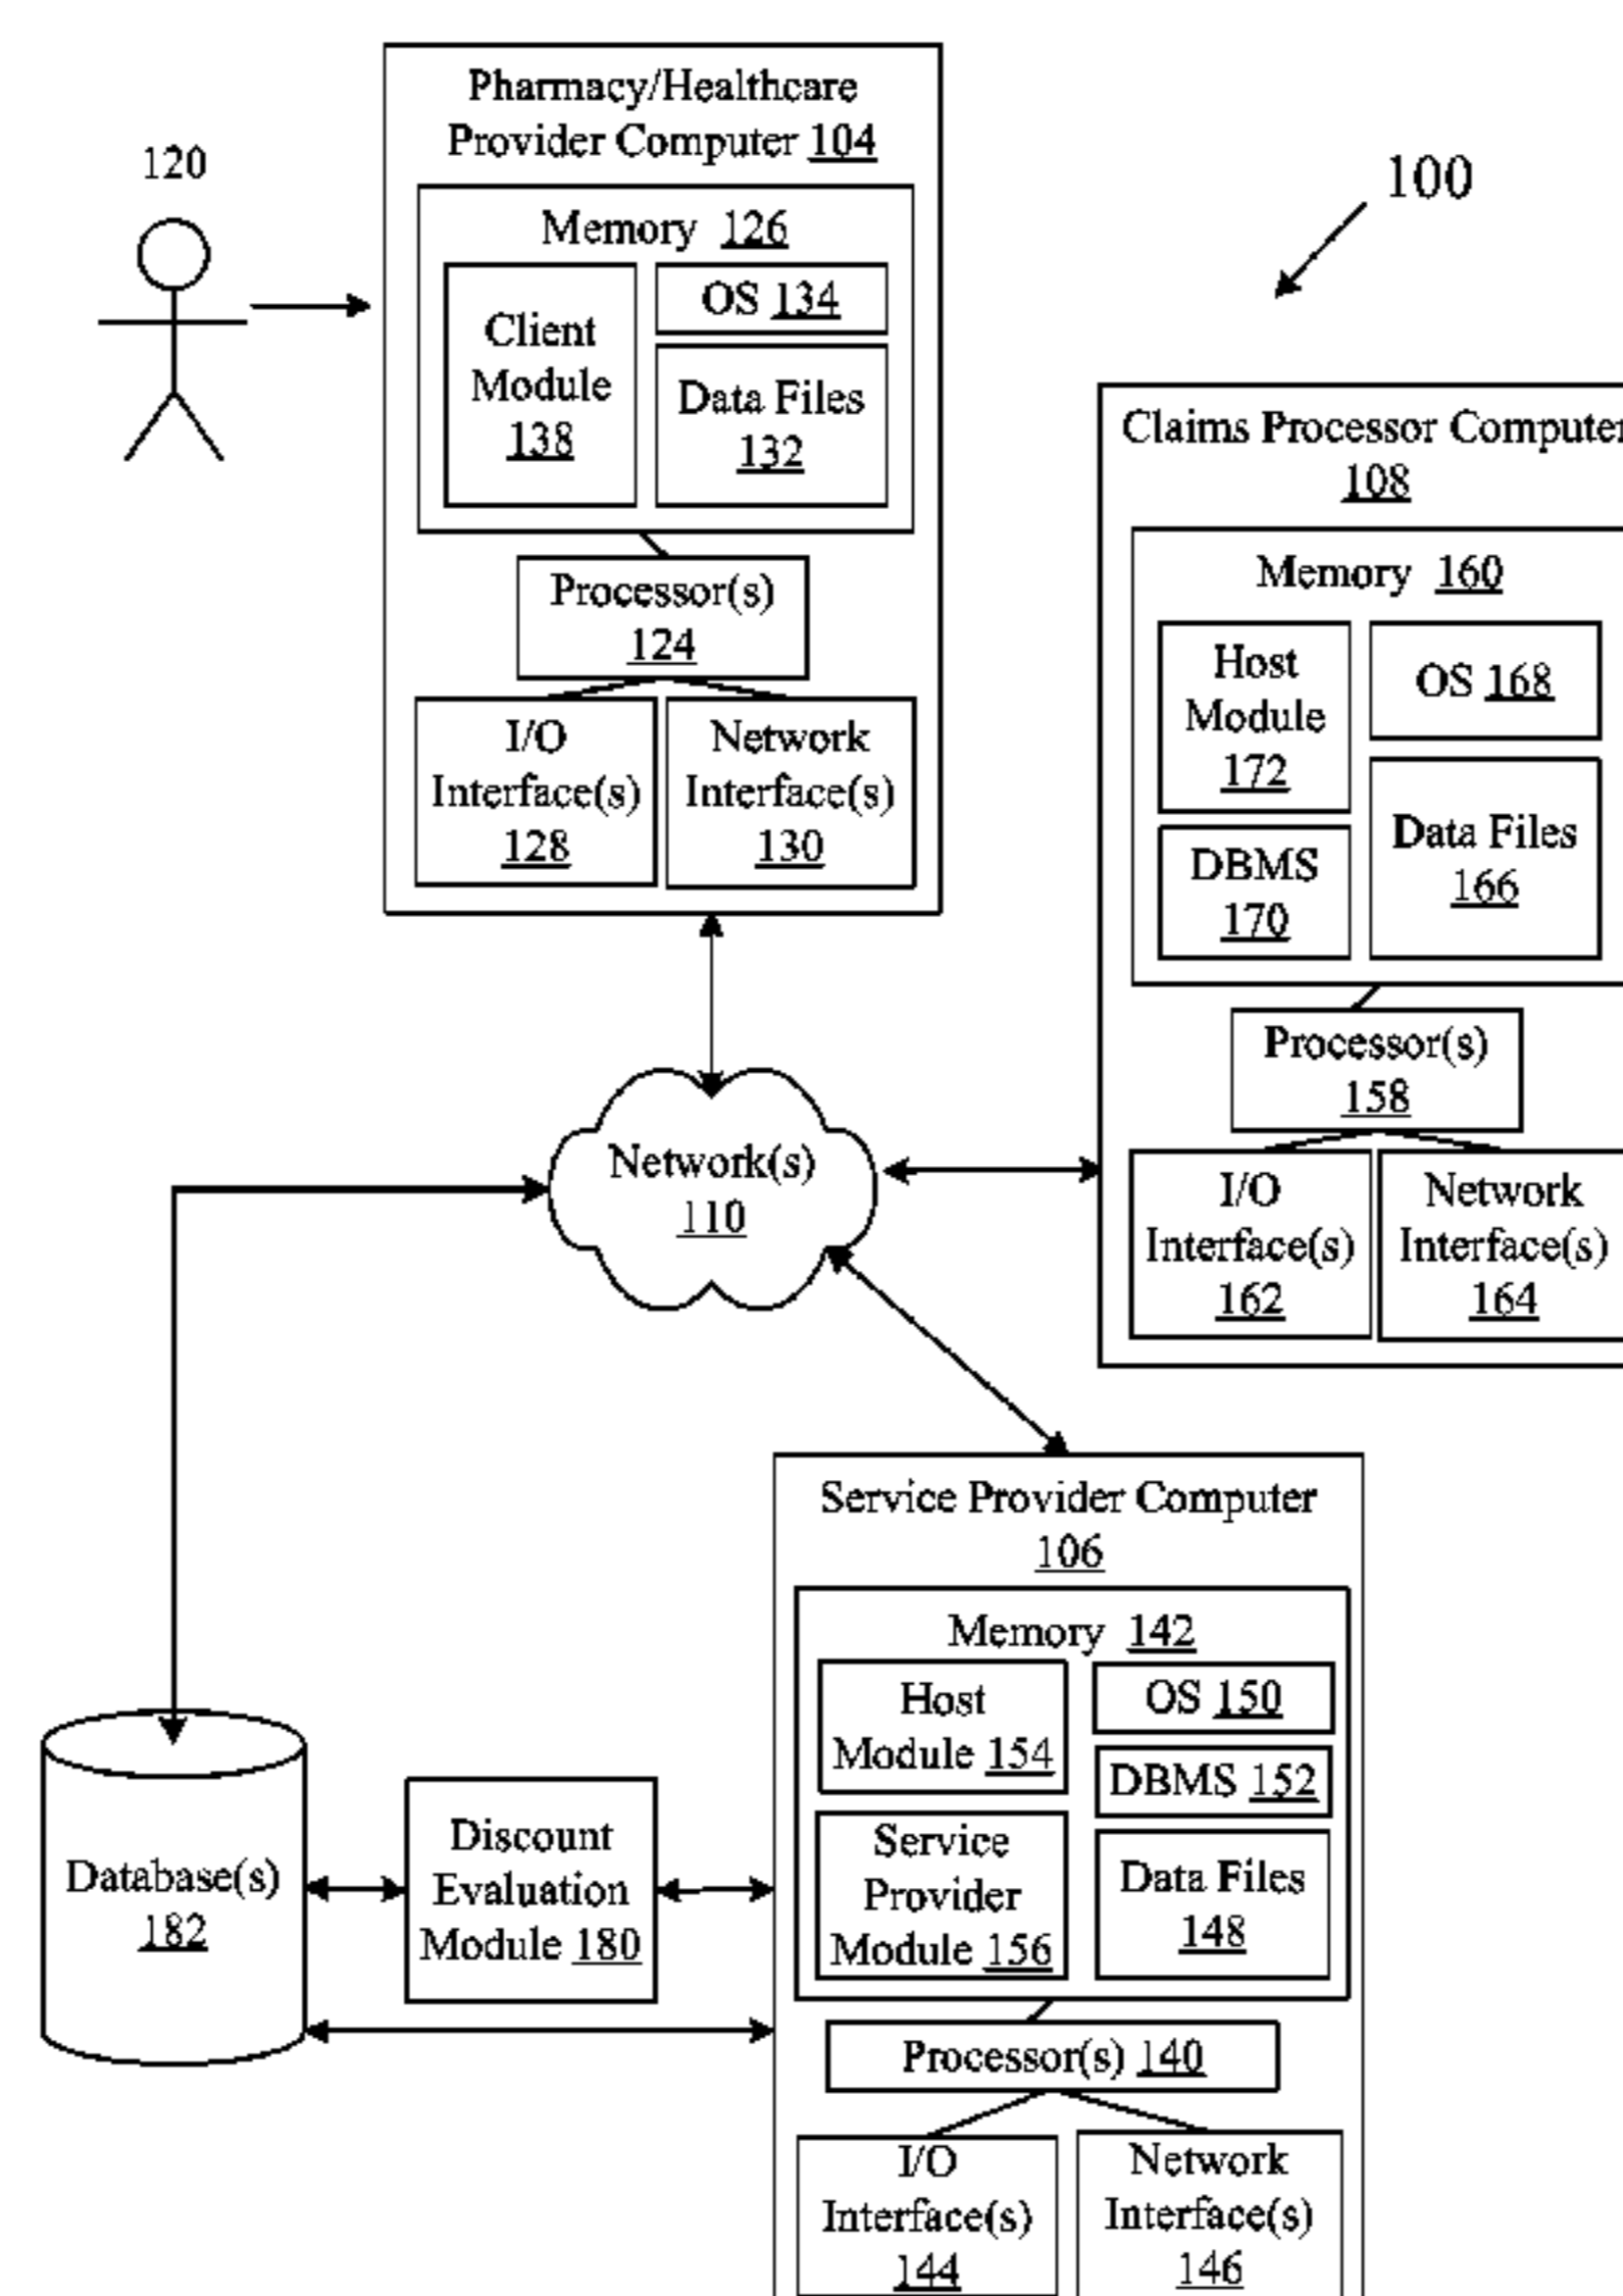 120
Pharmacy/Healthcare
Provider Computer 104
Memory 126
Client
Module
138
OS 134
Data Files
132
Processor(s)
124
I/O
Interface(s)
128
Network
Interface(s)
130
100
Claims Processor Computer
108
Memory 160
Host
Module
172
OS 168
DBMS
170
Data Files
166
Processor(s)
158
I/O
Interface(s)
162
Network
Interface(s)
164
Network(s)
110
Service Provider Computer
106
Memory 142
Host
Module 154
OS 150
DBMS 152
Service
Provider
Module 156
Data Files
148
Processor(s) 140
I/O
Interface(s)
144
Network
Interface(s)
146
Database(s)
182
Discount
Evaluation
Module 180